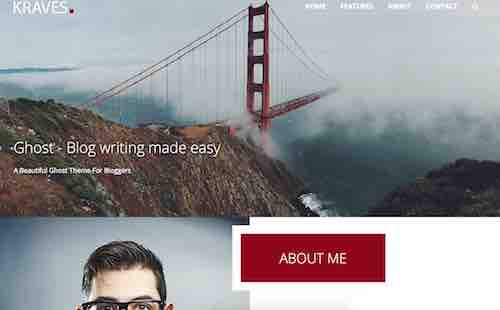 KRAVES.
HOME FEATURES ABOUT CONTACT
Ghost - Blog writing made easy
A Beautiful Ghost Theme For Bloggers
ABOUT ME